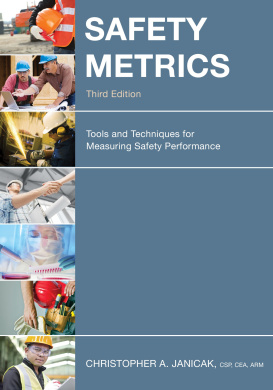 SAFETY
METRICS
Third Edition
Tools and Techniques for
Measuring Safety Performance
CHRISTOPHER A. JANICAK, CSP, CEA, ARM